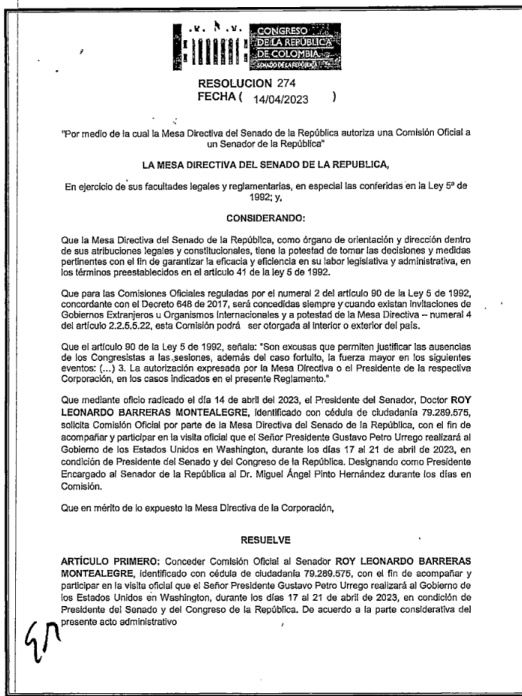 CONGRESO
DE LA REPÚBLICA
DE COLOMBIA
SENADO DE LA REPÚBLICA
RESOLUCION 274
FECHA ( 14/04/2023 )
"Por medio de la cual la Mesa Directiva del Senado de la República autoriza una Comisión Oficial a
un Senador de la República"
LA MESA DIRECTIVA DEL SENADO DE LA REPUBLICA,
En ejercicio de sus facultades legales y reglamentarias, en especial las conferidas en la Ley 5ª de
1992; y,
CONSIDERANDO:
Que la Mesa Directiva del Senado de la República, como órgano de orientación y dirección dentro
de sus atribuciones legales y constitucionales, tiene la potestad de tomar las decisiones y medidas
pertinentes con el fin de garantizar la eficacia y eficiencia en su labor legislativa y administrativa, en
los términos preestablecidos en el artículo 41 de la ley 5 de 1992.
Que para las Comisiones Oficiales reguladas por el numeral 2 del artículo 90 de la Ley 5 de 1992,
concordante con el Decreto 648 de 2017, será concedidas siempre y cuando existan invitaciones de
Gobiernos Extranjeros u Organismos Internacionales y a potestad de la Mesa Directiva – numeral 4
del artículo 2.2.5.5.22, esta Comisión podrá ser otorgada al interior o exterior del país.
Que el artículo 90 de la Ley 5 de 1992, señala: "Son excusas que permiten justificar las ausencias
de los Congresistas a las sesiones, además del caso fortuito, la fuerza mayor en los siguientes
eventos: (...) 3. La autorización expresada por la Mesa Directiva o el Presidente de la respectiva
Corporación, en los casos indicados en el presente Reglamento."
Que mediante oficio radicado el día 14 de abril del 2023, el Presidente del Senador, Doctor ROY
LEONARDO BARRERAS MONTEALEGRE, identificado con cédula de ciudadanía 79.289.575,
solicita Comisión Oficial por parte de la Mesa Directiva del Senado de la República, con el fin de
acompañar y participar en la visita oficial que el Señor Presidente Gustavo Petro Urrego realizará al
Gobierno de los Estados Unidos en Washington, durante los días 17 al 21 de abril de 2023, en
condición de Presidente del Senado y del Congreso de la República. Designando como Presidente
Encargado al Senador de la República al Dr. Miguel Ángel Pinto Hernández durante los días en
Comisión.
Que en mérito de lo expuesto la Mesa Directiva de la Corporación,
RESUELVE
ARTÍCULO PRIMERO: Conceder Comisión Oficial al Senador ROY LEONARDO BARRERAS
MONTEALEGRE, identificado con cédula de ciudadanía 79.289.575, con el fin de acompañar y
participar en la visita oficial que el Señor Presidente Gustavo Petro Urrego realizará al Gobierno de
los Estados Unidos en Washington, durante los días 17 al 21 de abril de 2023, en condición de
Presidente del Senado y del Congreso de la República. De acuerdo a la parte considerativa del
presente acto administrativo